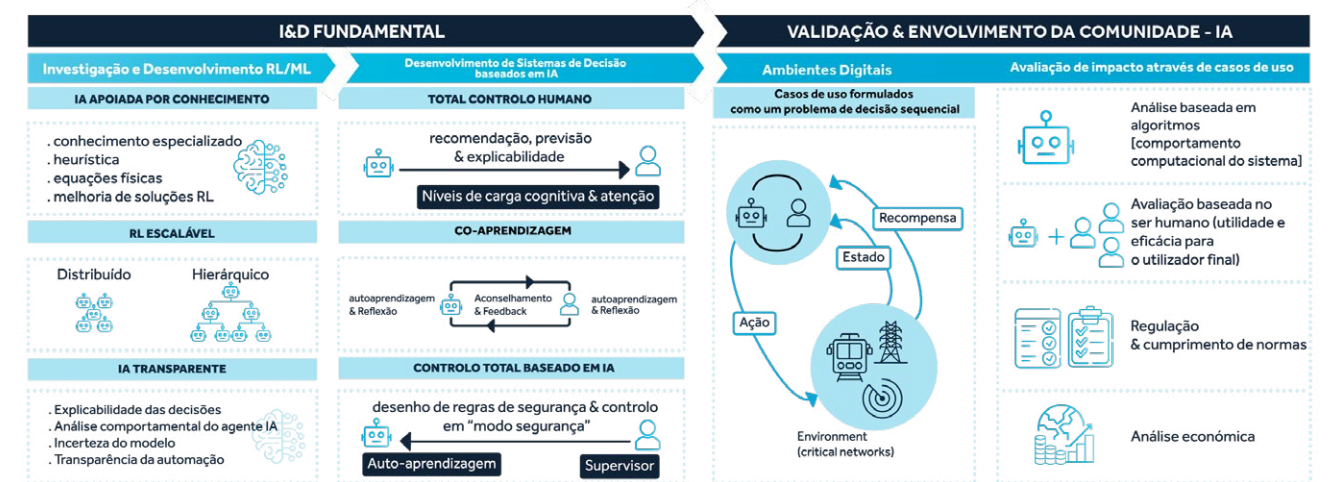 I&D FUNDAMENTAL
VALIDAÇÃO & ENVOLVIMENTO DA COMUNIDADE - IA
Investigação e Desenvolvimento RL/ML
Desenvolvimento de Sistemas de Decisão
baseados em IA
Ambientes Digitais
Avaliação de impacto através de casos de uso
IA APOIADA POR CONHECIMENTO
. conhecimento especializado
. heurística
. equações físicas
. melhoria de soluções RL
RL ESCALÁVEL
Distribuído
Hierárquico
IA TRANSPARENTE
. Explicabilidade das decisões
. Análise comportamental do agente IA
. Incerteza do modelo
. Transparência da automação
TOTAL CONTROLO HUMANO
recomendação, previsão
& explicabilidade
Níveis de carga cognitiva & atenção
CO-APRENDIZAGEM
autoaprendizagem
& Reflexão
Aconselhamento
& Feedback
autoaprendizagem
& Reflexão
CONTROLO TOTAL BASEADO EM IA
desenho de regras de segurança & controlo
em “modo segurança”
Auto-aprendizagem
Supervisor
Casos de uso formulados
como um problema de decisão sequencial
Recompensa
Estado
Ação
Environment
(critical networks)
Análise baseada em
algoritmos
[comportamento
computacional do sistema]
Avaliação baseada no
ser humano (utilidade e
eficácia para
o utilizador final)
Regulação
& cumprimento de normas
Análise económica